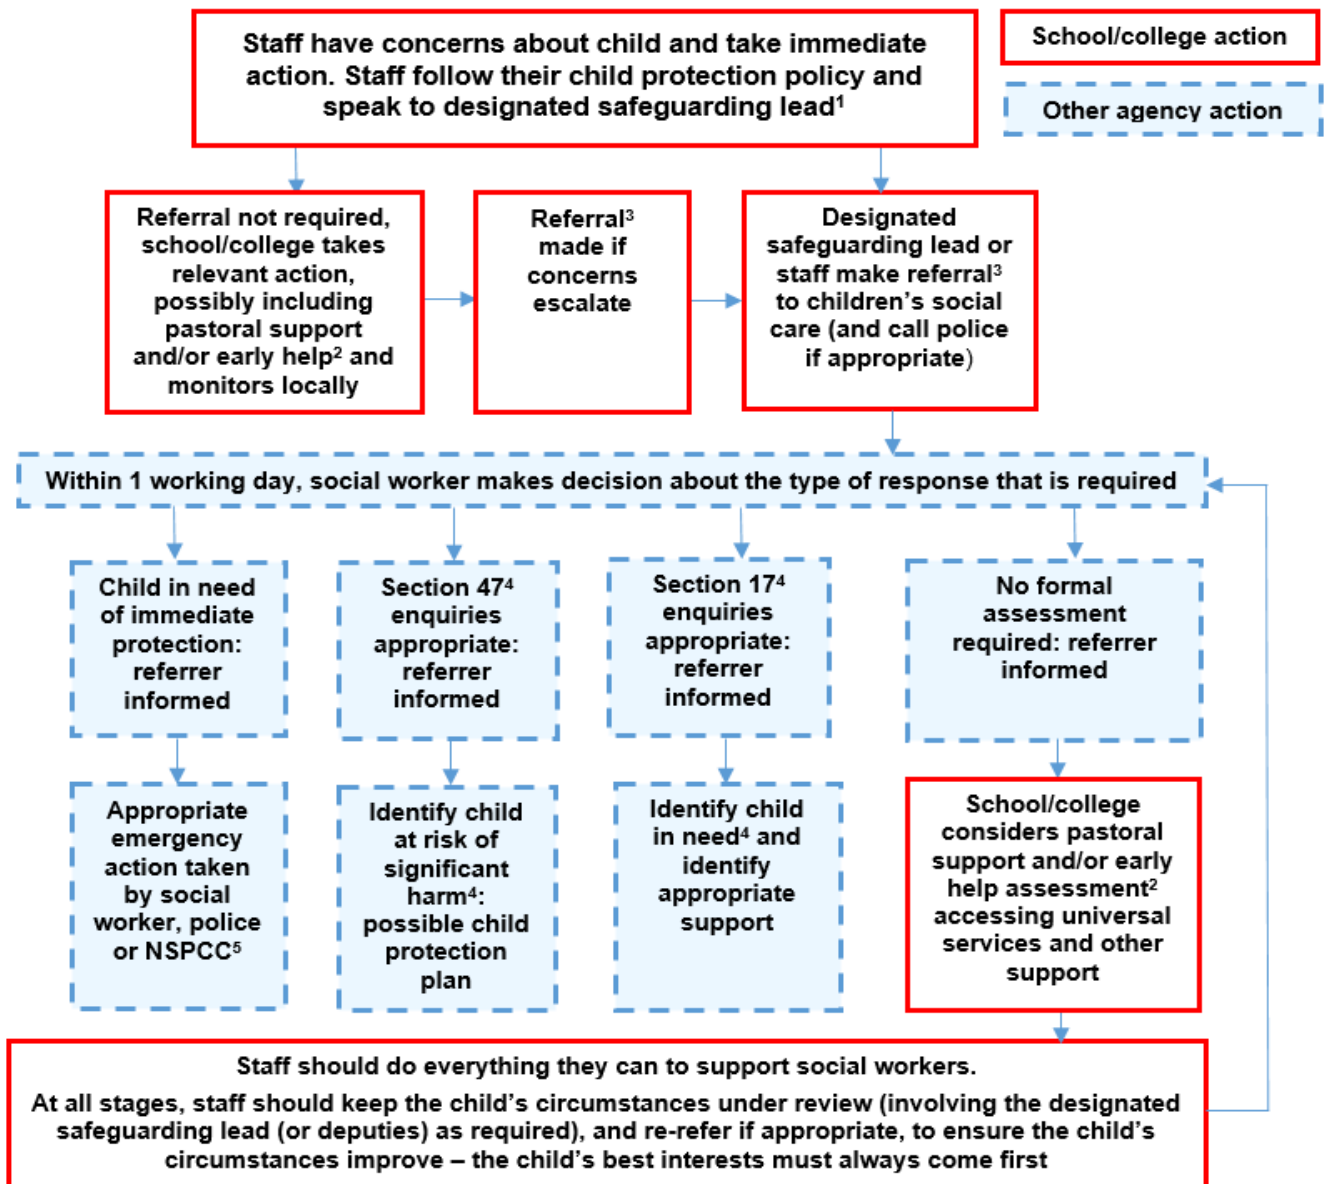 Staff have concerns about child and take immediate
action. Staff follow their child protection policy and
speak to designated safeguarding lead¹
School/college action
Other agency action
Referral not required,
school/college takes
relevant action,
possibly including
pastoral support
and/or early help² and
monitors locally
Referral³
made if
concerns
escalate
Designated
safeguarding lead or
staff make referral³
to children’s social
care (and call police
if appropriate)
Within 1 working day, social worker makes decision about the type of response that is required
Child in need
of immediate
protection:
referrer
informed
Section 47⁴
enquiries
appropriate:
referrer
informed
Section 17⁴
enquiries
appropriate:
referrer
informed
No formal
assessment
required: referrer
informed
Appropriate
emergency
action taken
by social
worker, police
or NSPCC⁵
Identify child
at risk of
significant
harm⁴:
possible child
protection
plan
Identify child
in need⁴ and
identify
appropriate
support
School/college
considers pastoral
support and/or early
help assessment²
accessing universal
services and other
support
Staff should do everything they can to support social workers.
At all stages, staff should keep the child’s circumstances under review (involving the designated
safeguarding lead (or deputies) as required), and re-refer if appropriate, to ensure the child’s
circumstances improve – the child’s best interests must always come first